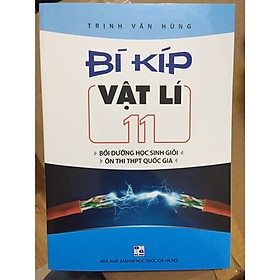 TRỊNH VĂN HÙNG
BÍ KÍP
VẬT LÍ
11
BỒI DƯỠNG HỌC SINH GIỎI
ÔN THI THPT QUỐC GIA
NHÀ XUẤT BẢN ĐẠI HỌC QUỐC GIA HÀ NỘI